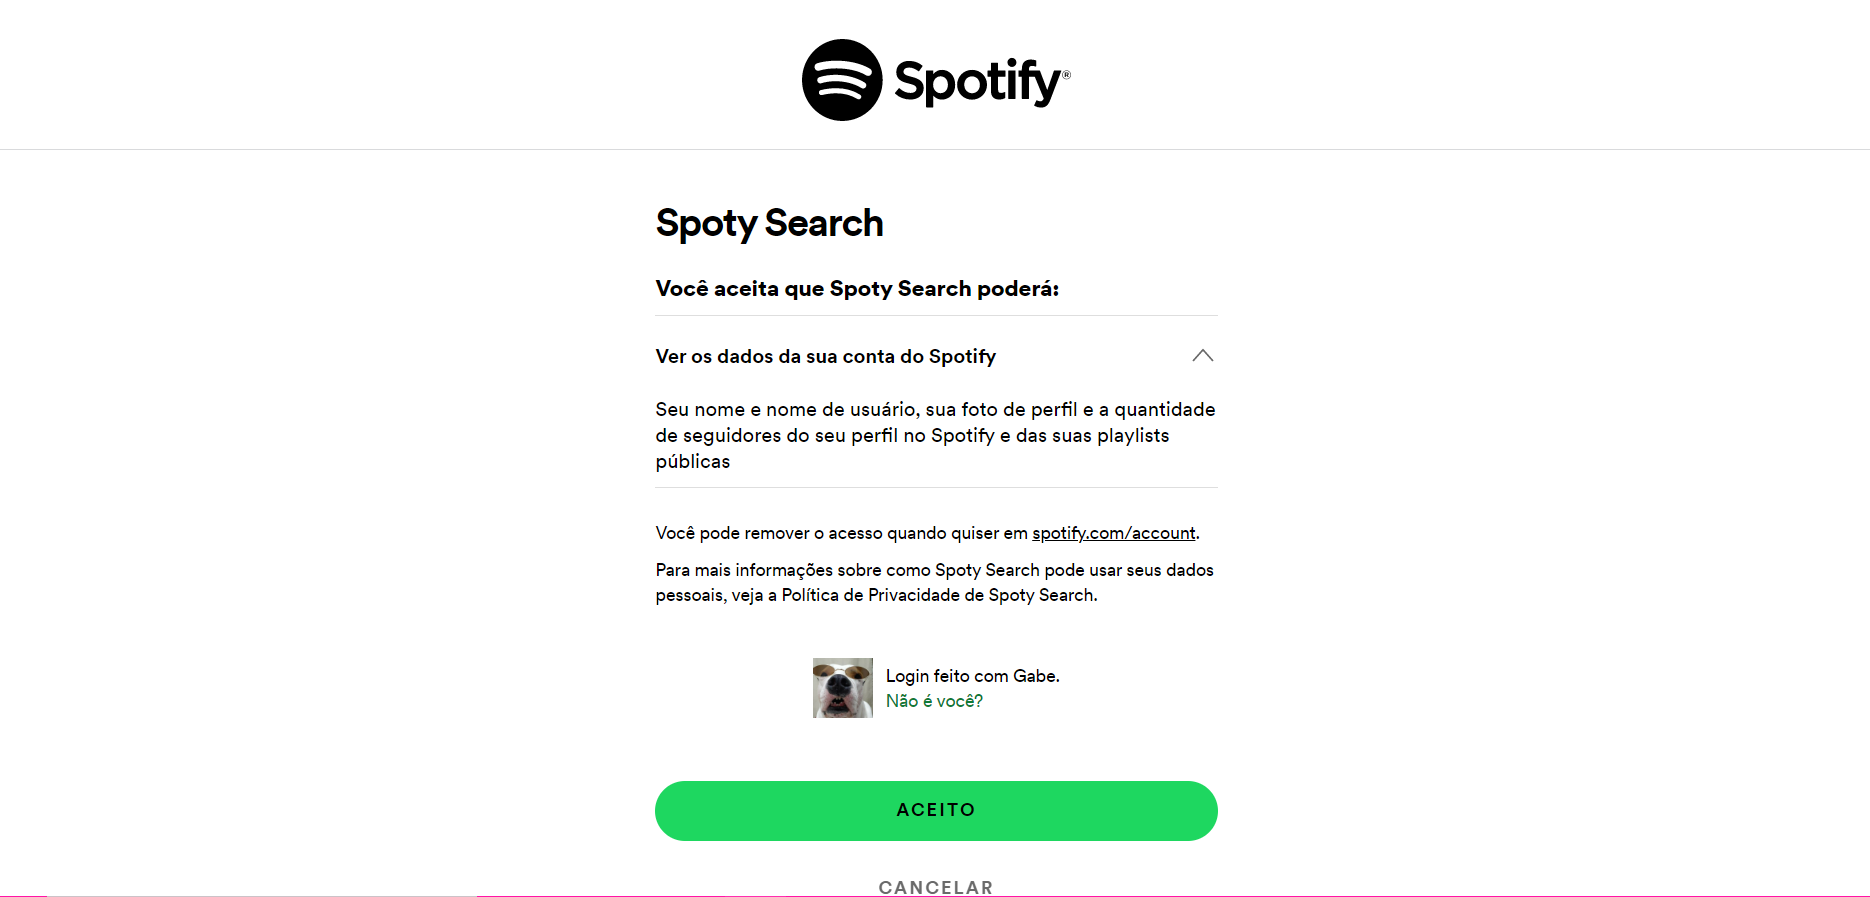 Spotify®
Spoty Search
Você aceita que Spoty Search poderá:
Ver os dados da sua conta do Spotify
Seu nome e nome de usuário, sua foto de perfil e a quantidade
de seguidores do seu perfil no Spotify e das suas playlists
públicas
Você pode remover o acesso quando quiser em spotify.com/account.
Para mais informações sobre como Spoty Search pode usar seus dados
pessoais, veja a Política de Privacidade de Spoty Search.
Login feito com Gabe.
Não é você?
ACEITO
CANCELAR